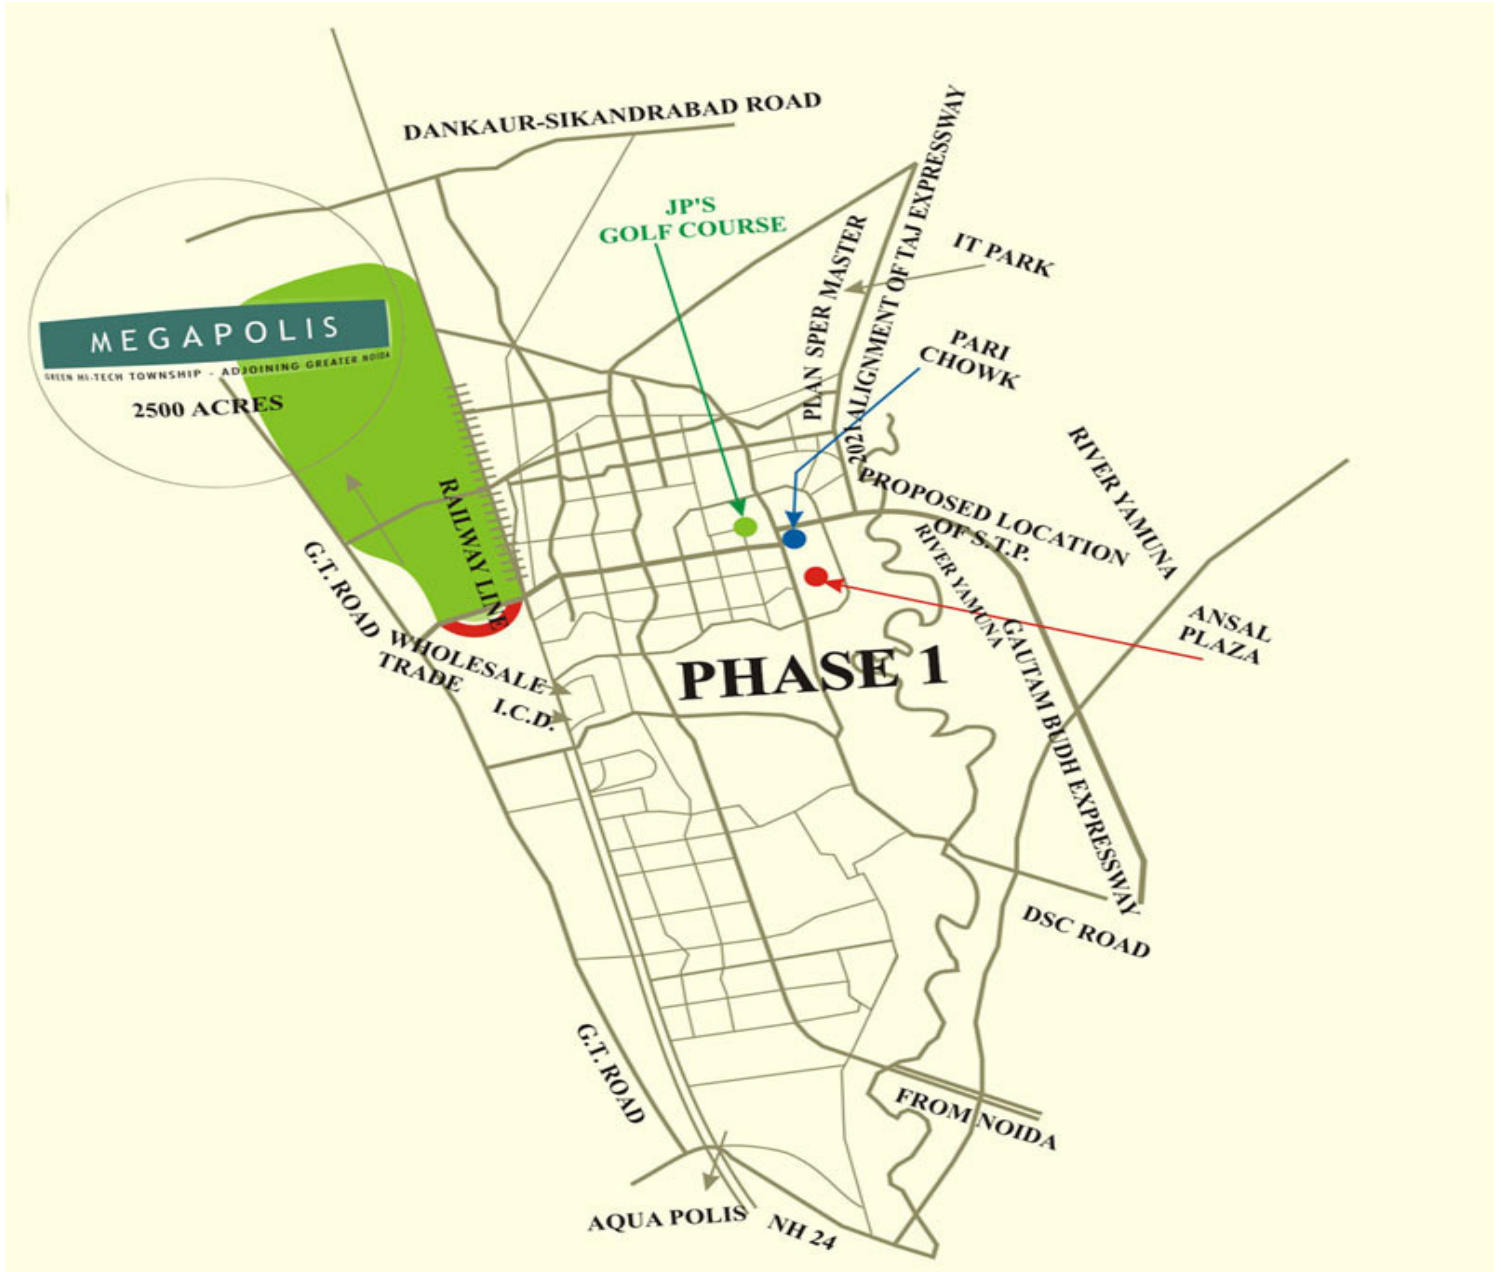 DANKAUR-SIKANDRABAD ROAD
JP'S
GOLF COURSE
PLAN SPER MASTER
2021 ALIGNMENT OF TAJ EXPRESSWAY
IT PARK
PARI
CHOWK
MEGAPOLIS
GREEN HI-TECH TOWNSHIP - ADJOINING GREATER NOIDA
2500 ACRES
RAILWAY LINE
G.T. ROAD
PROPOSED LOCATION
OF S.T.P.
RIVER YAMUNA
RIVER YAMUNA
ANSAL
PLAZA
WHOLESALE
TRADE
I.C.D.
PHASE 1
GAUTAM BUDH EXPRESSWAY
DSC ROAD
G.T. ROAD
FROM NOIDA
AQUA POLIS
NH 24